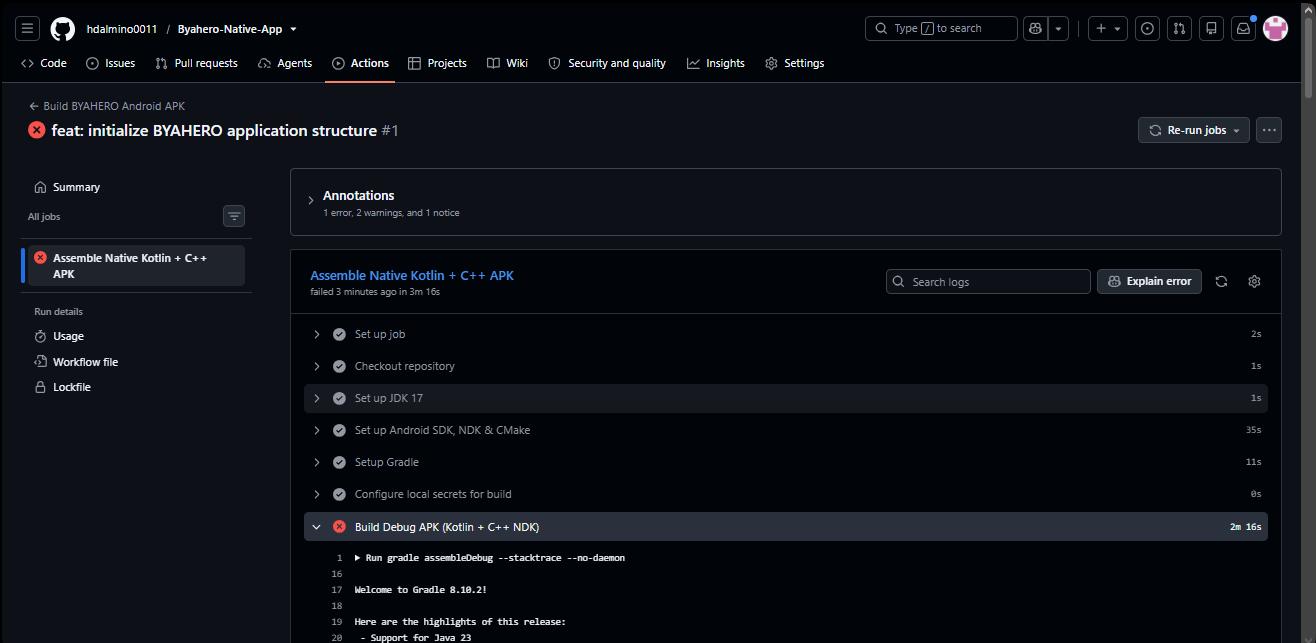 hdalmino0011 / Byahero-Native-App
Type / to search
Code
Issues
Pull requests
Agents
Actions
Projects
Wiki
Security and quality
Insights
Settings
← Build BYAHERO Android APK
feat: initialize BYAHERO application structure #1
Re-run jobs
Summary
All jobs
Assemble Native Kotlin + C++
APK
Run details
Usage
Workflow file
Lockfile
Annotations
1 error, 2 warnings, and 1 notice
Assemble Native Kotlin + C++ APK
failed 3 minutes ago in 3m 16s
Search logs
Explain error
Set up job 2s
Checkout repository 1s
Set up JDK 17 1s
Set up Android SDK, NDK & CMake 35s
Setup Gradle 11s
Configure local secrets for build 0s
Build Debug APK (Kotlin + C++ NDK) 2m 16s
1 ▶ Run gradle assembleDebug --stacktrace --no-daemon
16
17 Welcome to Gradle 8.10.2!
18
19 Here are the highlights of this release:
20 - Support for Java 23